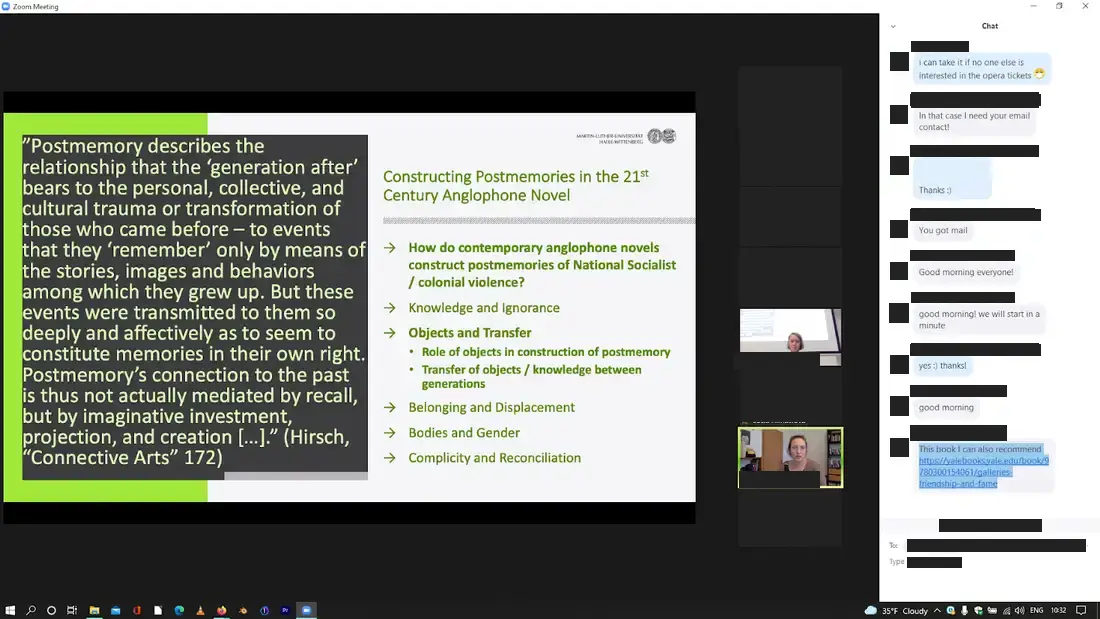 Zoom Meeting
”Postmemory describes the
relationship that the ‘generation after’
bears to the personal, collective, and
cultural trauma or transformation of
those who came before – to events
that they ‘remember’ only by means of
the stories, images and behaviors
among which they grew up. But these
events were transmitted to them so
deeply and affectively as to seem to
constitute memories in their own right.
Postmemory’s connection to the past
is thus not actually mediated by recall,
but by imaginative investment,
projection, and creation [...].” (Hirsch,
“Connective Arts” 172)
MARTIN-LUTHER-UNIVERSITÄT
HALLE-WITTENBERG
Constructing Postmemories in the 21st
Century Anglophone Novel
→ How do contemporary anglophone novels
construct postmemories of National Socialist
/ colonial violence?
→ Knowledge and Ignorance
→ Objects and Transfer
• Role of objects in construction of postmemory
• Transfer of objects / knowledge between
generations
→ Belonging and Displacement
→ Bodies and Gender
→ Complicity and Reconciliation
Chat
i can take it if no one else is
interested in the opera tickets 😁
In that case I need your email
contact!
Thanks :)
You got mail
Good morning everyone!
good morning! we will start in a
minute
yes :) thanks!
good morning
This book I can also recommend
https://yalebooks.yale.edu/book/9
780300154061/galleries-
friendship-and-fame
To:
Type
35°F Cloudy
ENG
10:32